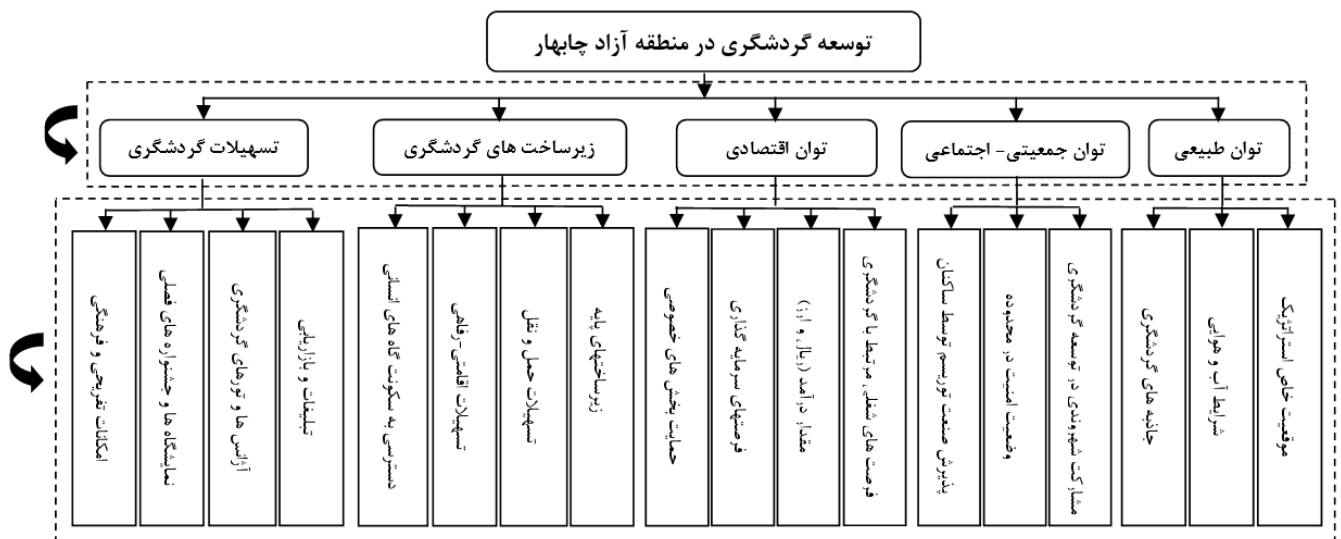 توسعه گردشگری در منطقه آزاد چابهار
توان طبیعی
توان جمعیتی- اجتماعی
توان اقتصادی
زیرساخت های گردشگری
تسهیلات گردشگری
موقعیت خاص استراتژیک
شرایط آب و هوایی
جاذبه های گردشگری
مشارکت شهروندی در توسعه گردشگری
وضعیت امنیت در محدوده
پذیرش صنعت توریسم توسط ساکنان
فرصت های شغلی مرتبط با گردشگری
مقدار درآمد (ریال و ارز)
فرصتهای سرمایه گذاری
حمایت بخش های خصوصی
زیرساختهای پایه
تسهیلات حمل و نقل
تسهیلات اقامتی-رفاهی
دسترسی به سکونت گاه های انسانی
تبلیغات و بازاریابی
آژانس ها و تورهای گردشگری
نمایشگاه ها و جشنواره های فصلی
امکانات تفریحی و فرهنگی